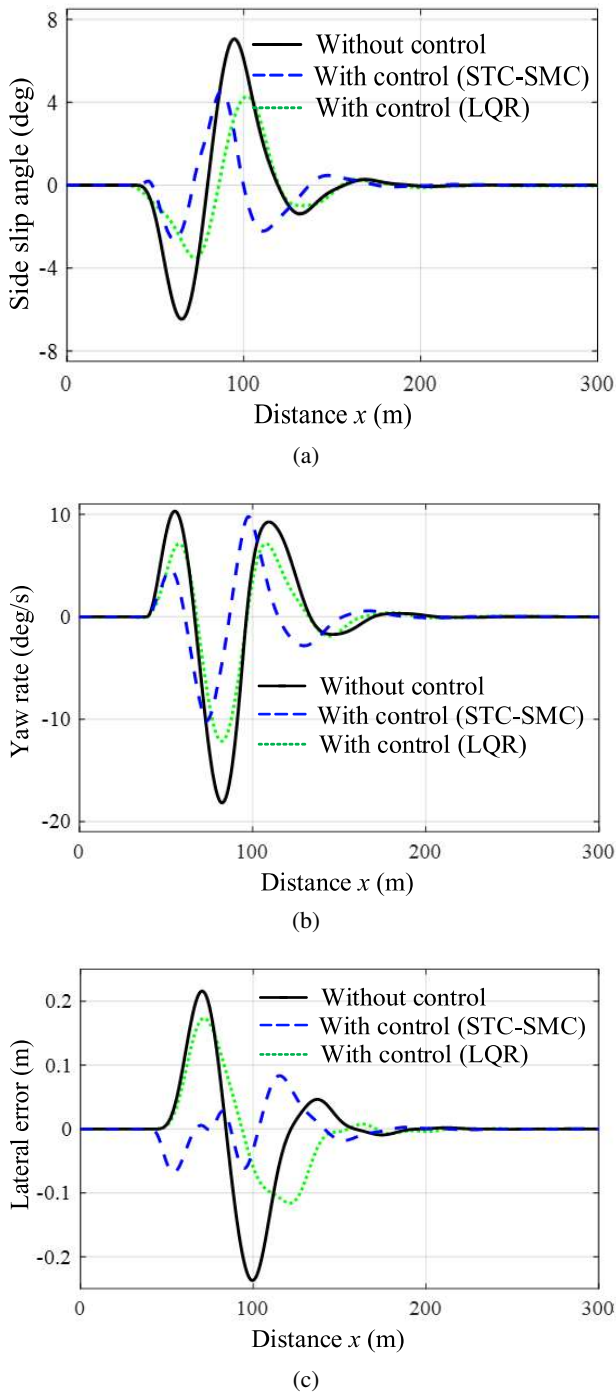 8
Without control
With control (STC-SMC)
4
With control (LQR)
0
-4
-8
Side slip angle (deg)
0 100 200 300
Distance x (m)
(a)
10
0
Without control
-10
With control (STC-SMC)
With control (LQR)
-20
Yaw rate (deg/s)
0 100 200 300
Distance x (m)
(b)
0.2
Without control
With control (STC-SMC)
0.1
With control (LQR)
0
-0.1
-0.2
Lateral error (m)
0 100 200 300
Distance x (m)
(c)